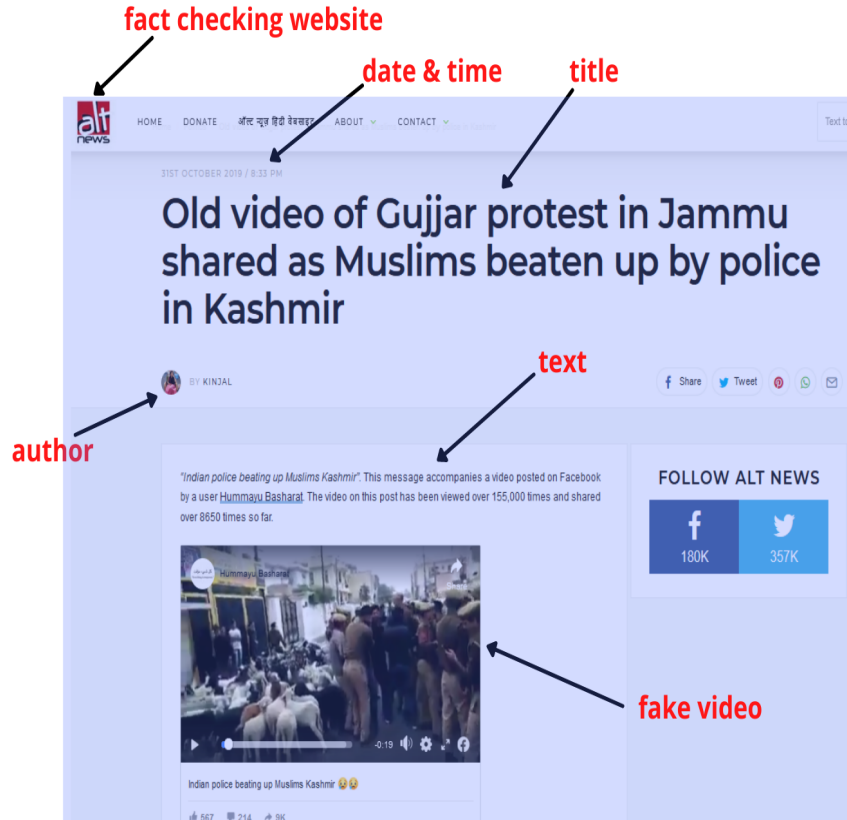 fact checking website
date & time title
alt
news
HOME DONATE ऑल्ट न्यूज़ हिंदी वेबसाइट ABOUT CONTACT
Text to
31ST OCTOBER 2019 / 8:33 PM
Old video of Gujjar protest in Jammu
shared as Muslims beaten up by police
in Kashmir
text
BY KINJAL
Share Tweet
author
"Indian police beating up Muslims Kashmir". This message accompanies a video posted on Facebook
by a user Hummayu Basharat. The video on this post has been viewed over 155,000 times and shared
over 8650 times so far.
FOLLOW ALT NEWS
180K 357K
Hummayu Basharat
Share
fake video
-0:19
Indian police beating up Muslims Kashmir
567 214 9K